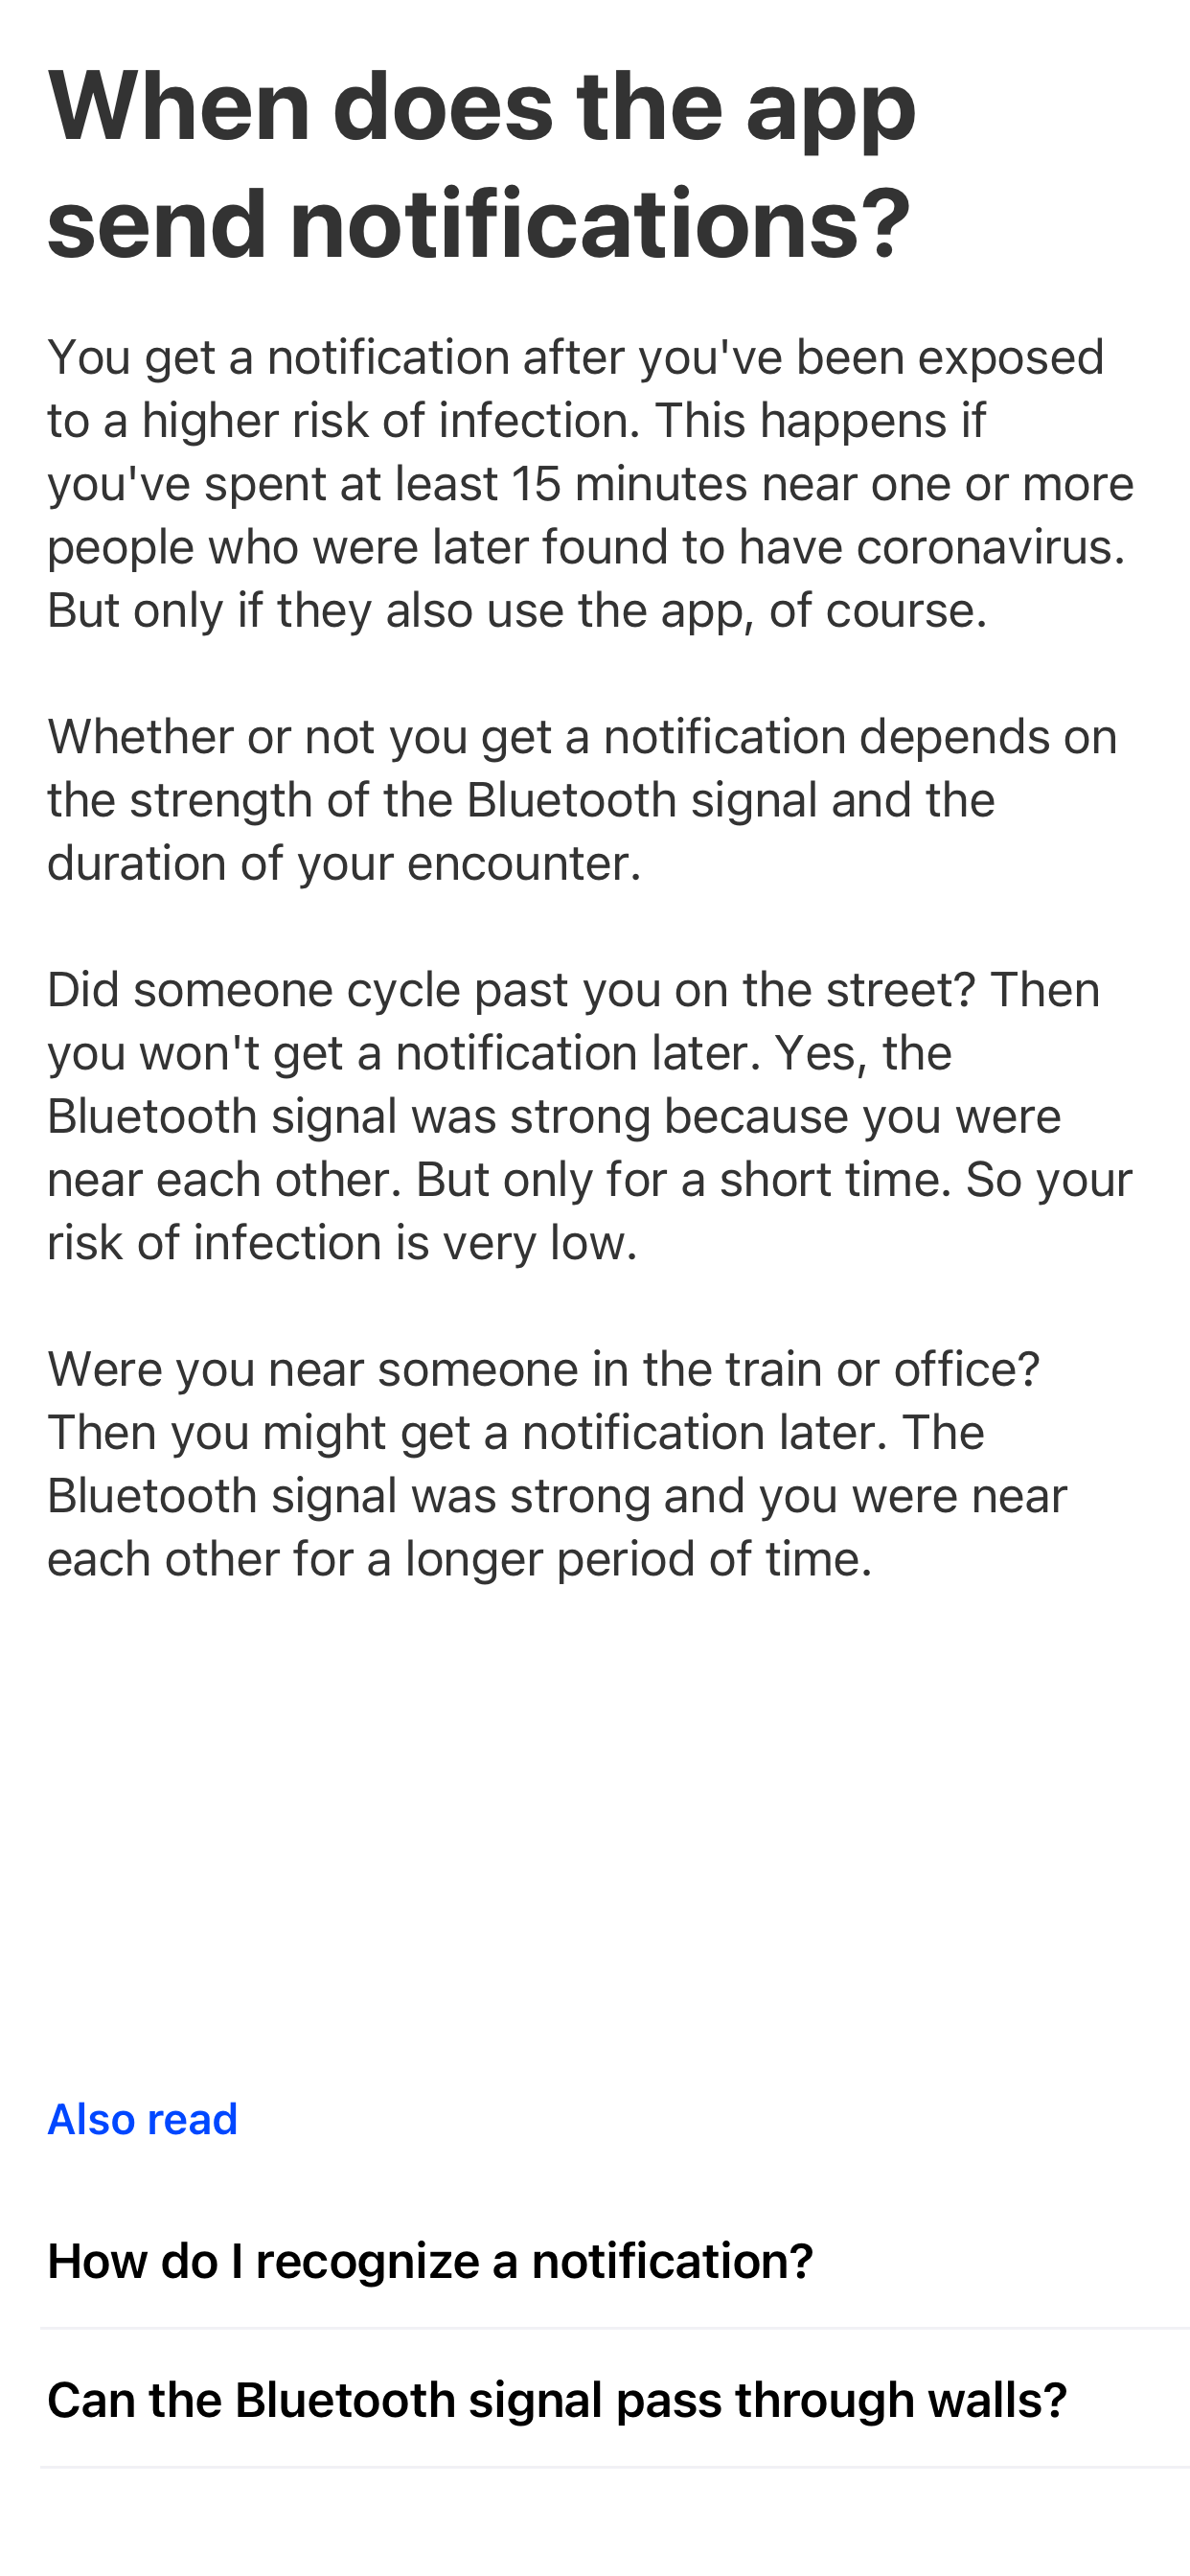 When does the app
send notifications?
You get a notification after you've been exposed
to a higher risk of infection. This happens if
you've spent at least 15 minutes near one or more
people who were later found to have coronavirus.
But only if they also use the app, of course.
Whether or not you get a notification depends on
the strength of the Bluetooth signal and the
duration of your encounter.
Did someone cycle past you on the street? Then
you won't get a notification later. Yes, the
Bluetooth signal was strong because you were
near each other. But only for a short time. So your
risk of infection is very low.
Were you near someone in the train or office?
Then you might get a notification later. The
Bluetooth signal was strong and you were near
each other for a longer period of time.
Also read
How do I recognize a notification?
Can the Bluetooth signal pass through walls?